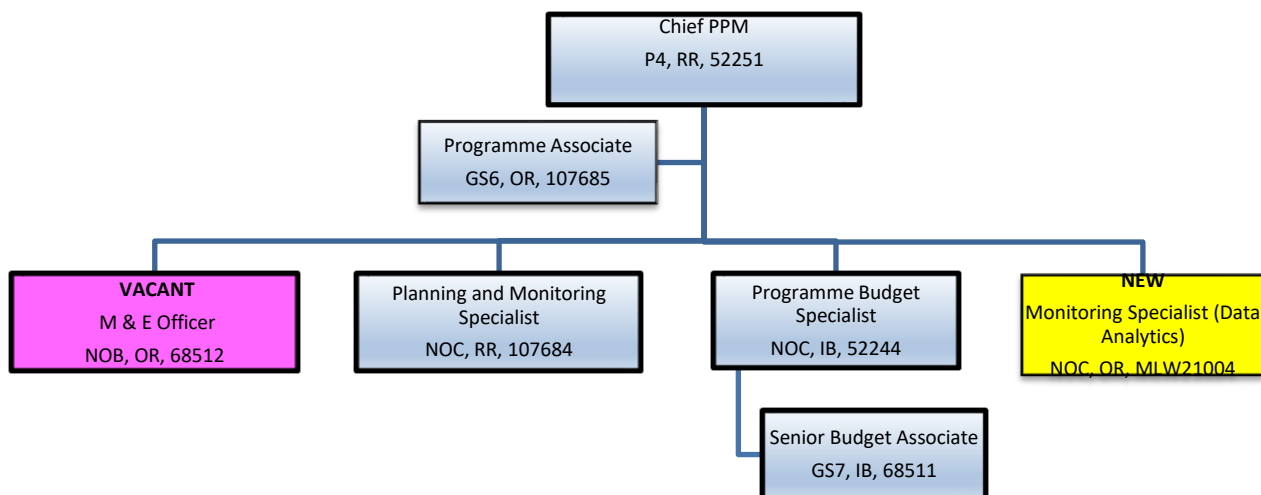 Chief PPM
P4, RR, 52251
Programme Associate
GS6, OR, 107685
VACANT
M & E Officer
NOB, OR, 68512
Planning and Monitoring
Specialist
NOC, RR, 107684
Programme Budget
Specialist
NOC, IB, 52244
NEW
Monitoring Specialist (Data
Analytics)
NOC, OR, MLW21004
Senior Budget Associate
GS7, IB, 68511